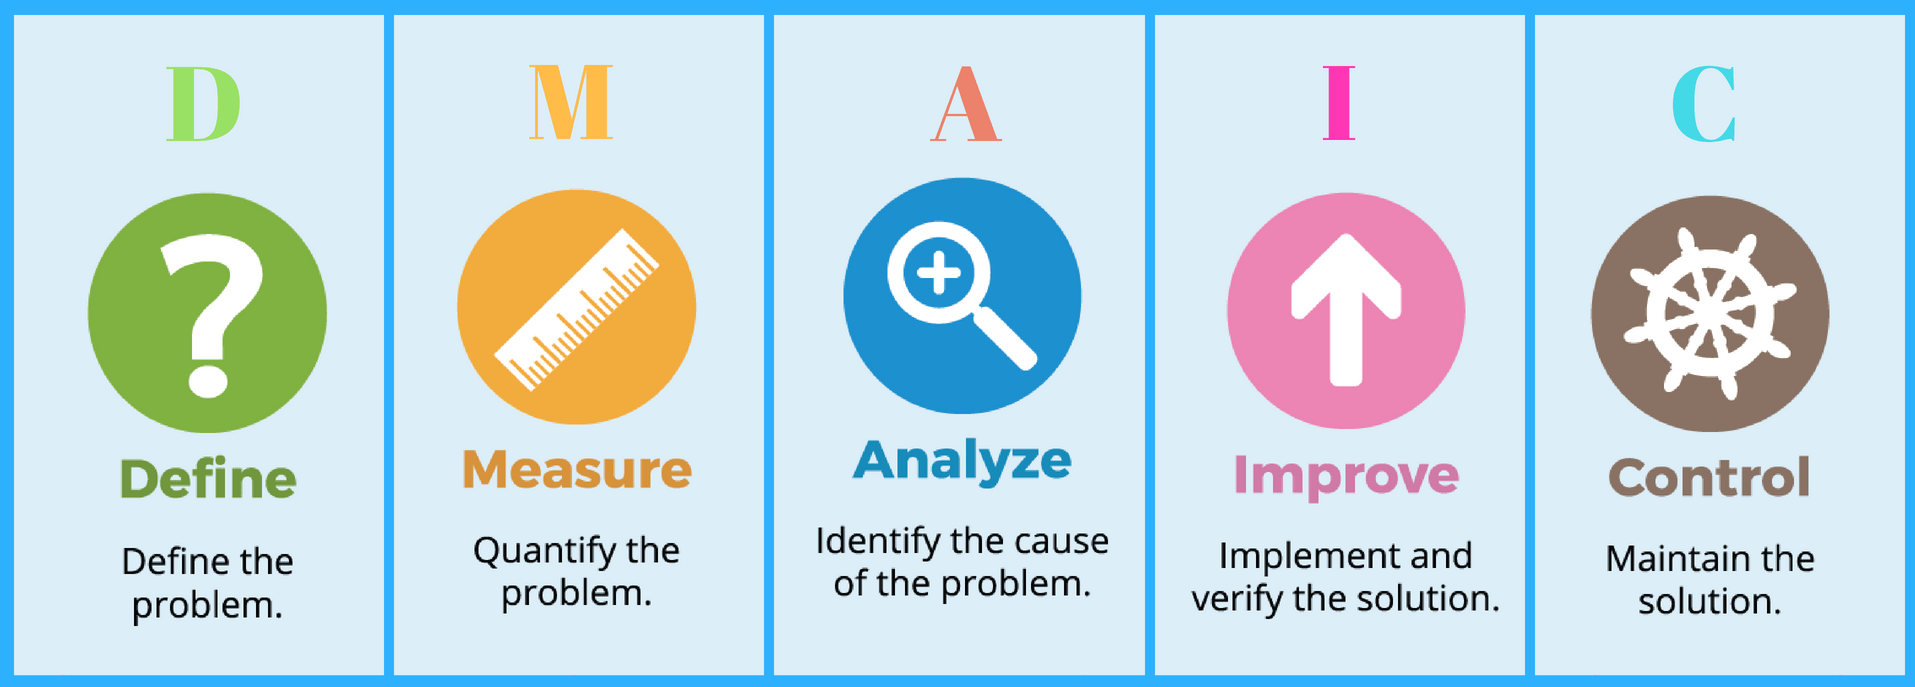 D
Define
Define the
problem.
M
Measure
Quantify the
problem.
A
Analyze
Identify the cause
of the problem.
I
Improve
Implement and
verify the solution.
C
Control
Maintain the
solution.